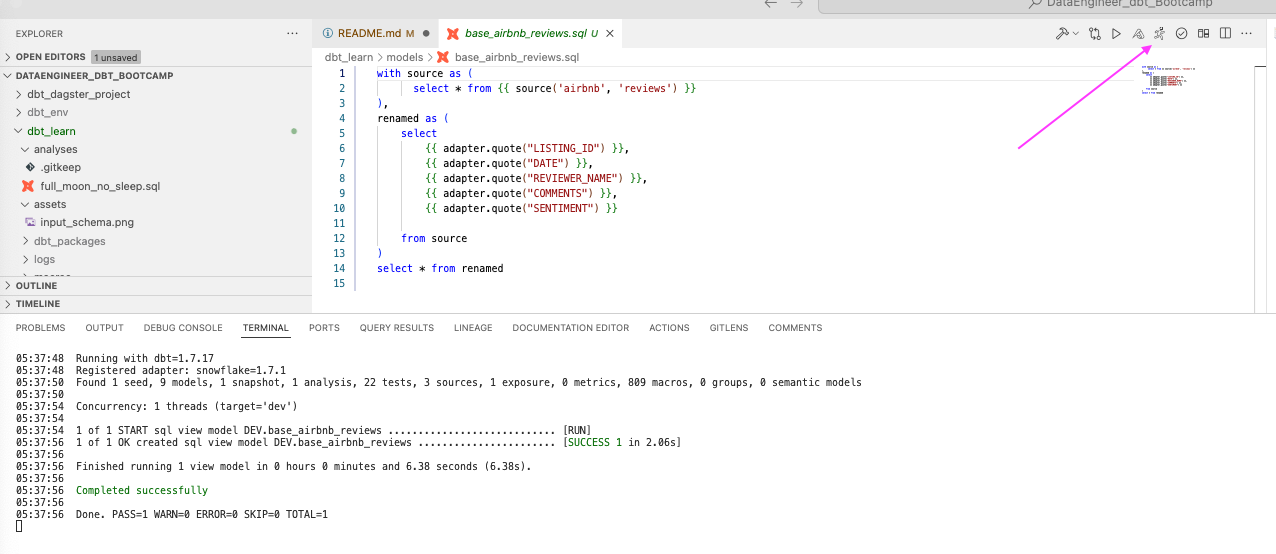 DataEngineer_dbt_Bootcamp
EXPLORER
OPEN EDITORS 1 unsaved
DATAENGINEER_DBT_BOOTCAMP
dbt_dagster_project
dbt_env
dbt_learn
analyses
.gitkeep
full_moon_no_sleep.sql
assets
input_schema.png
dbt_packages
logs
OUTLINE
TIMELINE
README.md M
base_airbnb_reviews.sql U
dbt_learn > models > base_airbnb_reviews.sql
1 with source as (
2 select * from {{ source('airbnb', 'reviews') }}
3 ),
4 renamed as (
5 select
6 {{ adapter.quote("LISTING_ID") }},
7 {{ adapter.quote("DATE") }},
8 {{ adapter.quote("REVIEWER_NAME") }},
9 {{ adapter.quote("COMMENTS") }},
10 {{ adapter.quote("SENTIMENT") }}
11
12 from source
13 )
14 select * from renamed
15
PROBLEMS OUTPUT DEBUG CONSOLE TERMINAL PORTS QUERY RESULTS LINEAGE DOCUMENTATION EDITOR ACTIONS GITLENS COMMENTS
05:37:48 Running with dbt=1.7.17
05:37:48 Registered adapter: snowflake=1.7.1
05:37:50 Found 1 seed, 9 models, 1 snapshot, 1 analysis, 22 tests, 3 sources, 1 exposure, 0 metrics, 809 macros, 0 groups, 0 semantic models
05:37:50
05:37:54 Concurrency: 1 threads (target='dev')
05:37:54
05:37:54 1 of 1 START sql view model DEV.base_airbnb_reviews ............................ [RUN]
05:37:56 1 of 1 OK created sql view model DEV.base_airbnb_reviews ....................... [SUCCESS 1 in 2.06s]
05:37:56
05:37:56 Finished running 1 view model in 0 hours 0 minutes and 6.38 seconds (6.38s).
05:37:56
05:37:56 Completed successfully
05:37:56
05:37:56 Done. PASS=1 WARN=0 ERROR=0 SKIP=0 TOTAL=1